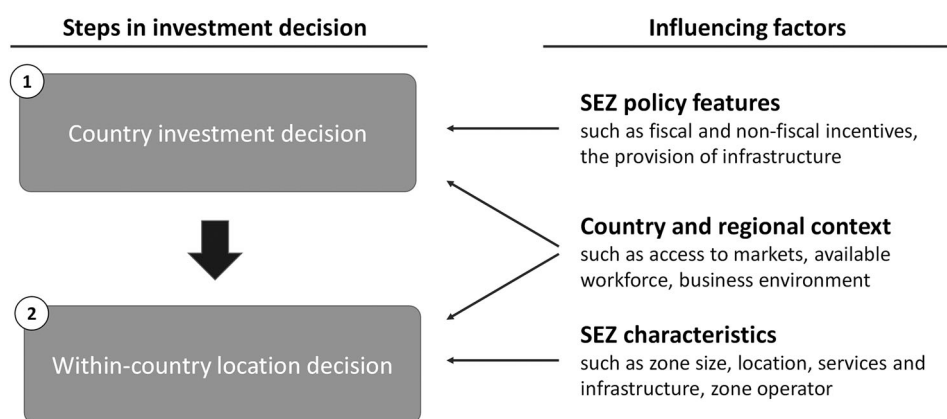 Steps in investment decision
Influencing factors
1
Country investment decision
SEZ policy features
such as fiscal and non-fiscal incentives,
the provision of infrastructure
Country and regional context
such as access to markets, available
workforce, business environment
2
Within-country location decision
SEZ characteristics
such as zone size, location, services and
infrastructure, zone operator